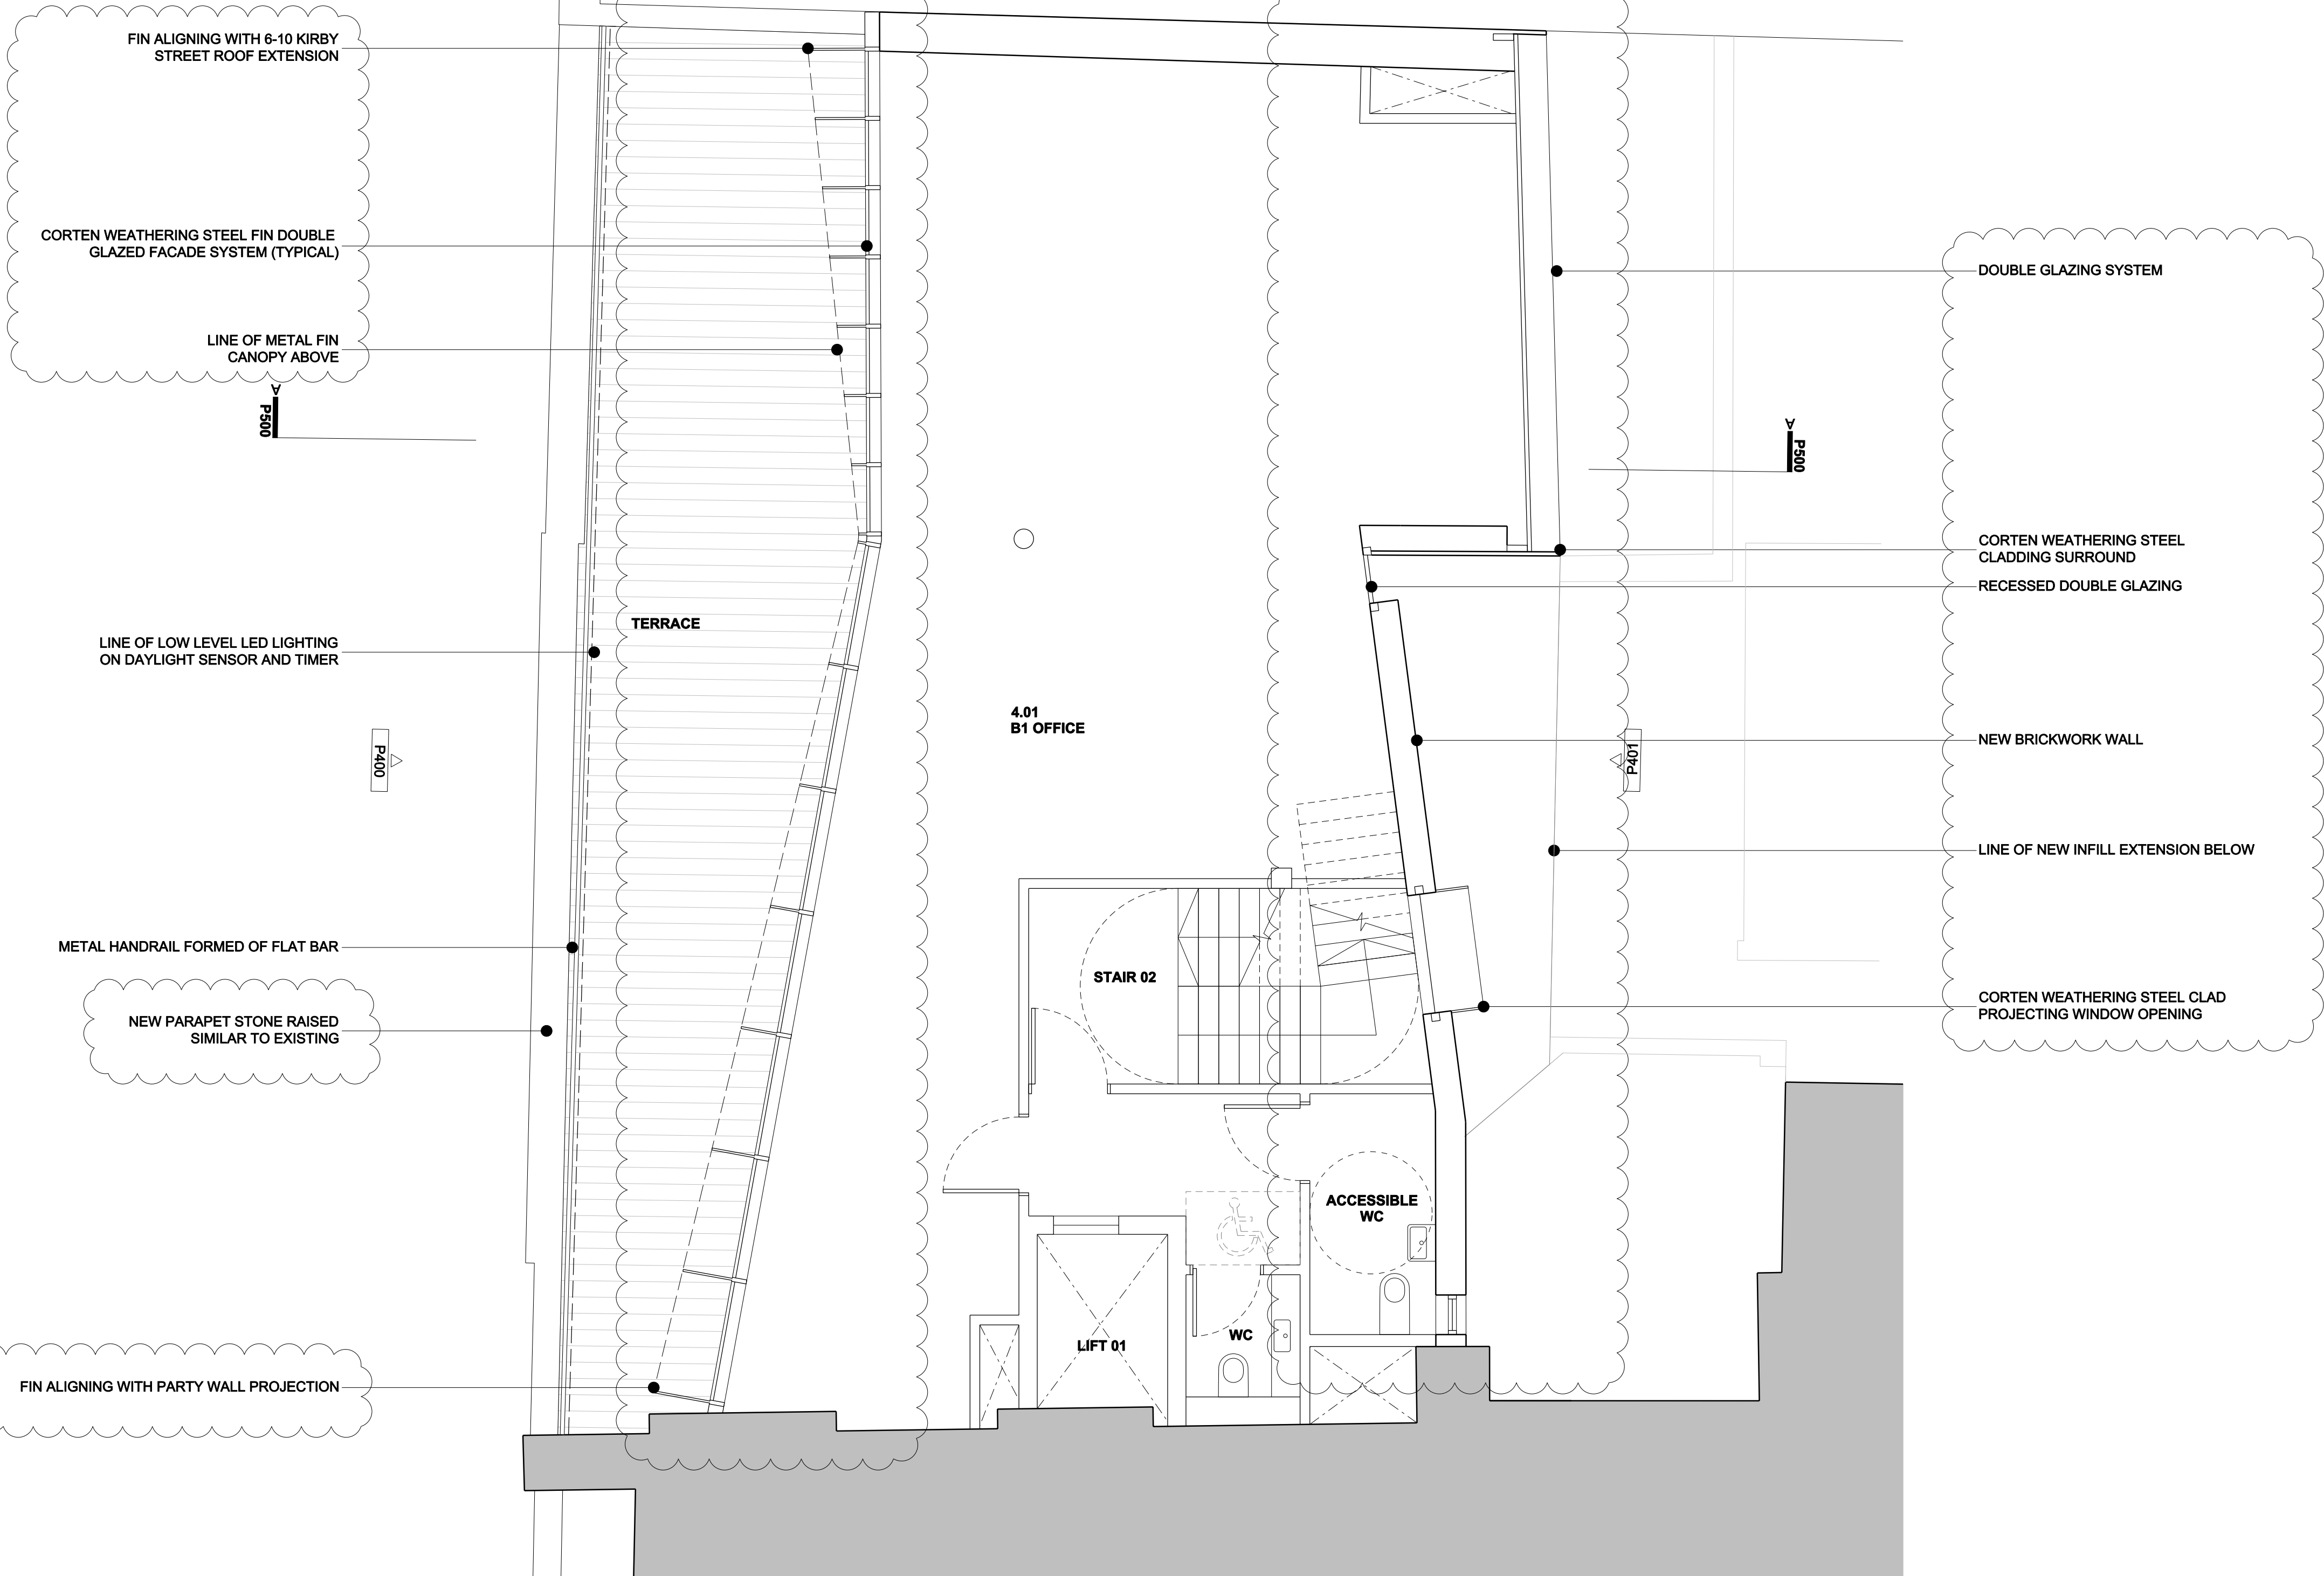 FIN ALIGNING WITH 6-10 KIRBY
STREET ROOF EXTENSION
CORTEN WEATHERING STEEL FIN DOUBLE
GLAZED FACADE SYSTEM (TYPICAL)
LINE OF METAL FIN
CANOPY ABOVE
A
P500
LINE OF LOW LEVEL LED LIGHTING
ON DAYLIGHT SENSOR AND TIMER
P400
METAL HANDRAIL FORMED OF FLAT BAR
NEW PARAPET STONE RAISED
SIMILAR TO EXISTING
FIN ALIGNING WITH PARTY WALL PROJECTION
TERRACE
4.01
B1 OFFICE
STAIR 02
ACCESSIBLE
WC
WC
LIFT 01
A
P500
P401
DOUBLE GLAZING SYSTEM
CORTEN WEATHERING STEEL
CLADDING SURROUND
RECESSED DOUBLE GLAZING
NEW BRICKWORK WALL
LINE OF NEW INFILL EXTENSION BELOW
CORTEN WEATHERING STEEL CLAD
PROJECTING WINDOW OPENING